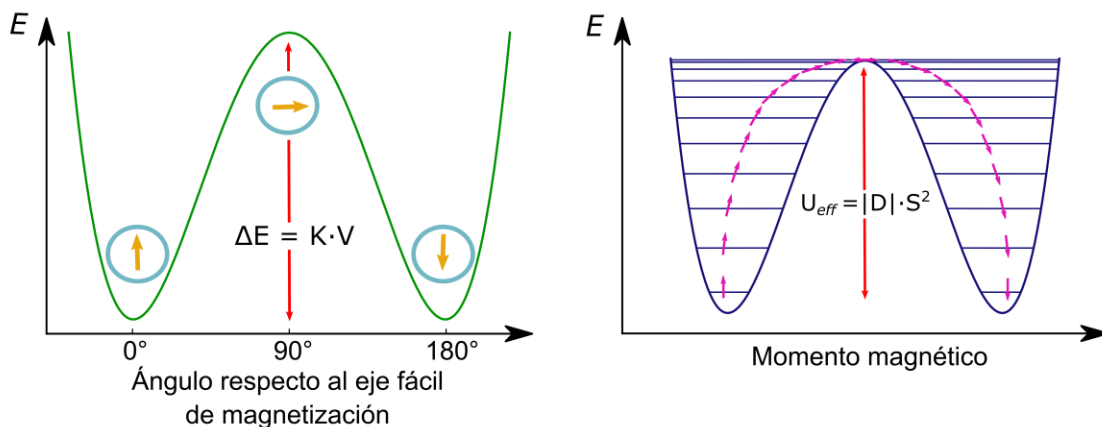 E
ΔE = K·V
0°
90°
180°
Ángulo respecto al eje fácil
de magnetización
E
U_eff = |D|·S²
Momento magnético